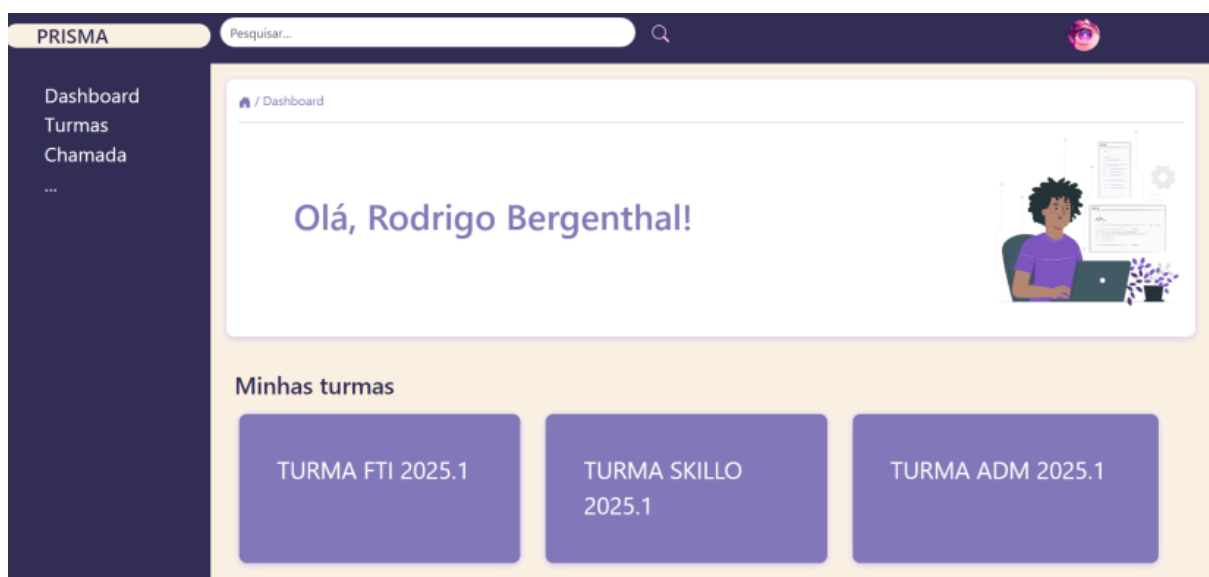 PRISMA
Pesquisar...
Dashboard
Turmas
Chamada
...
/ Dashboard
Olá, Rodrigo Bergenthal!
Minhas turmas
TURMA FTI 2025.1
TURMA SKILLO
2025.1
TURMA ADM 2025.1